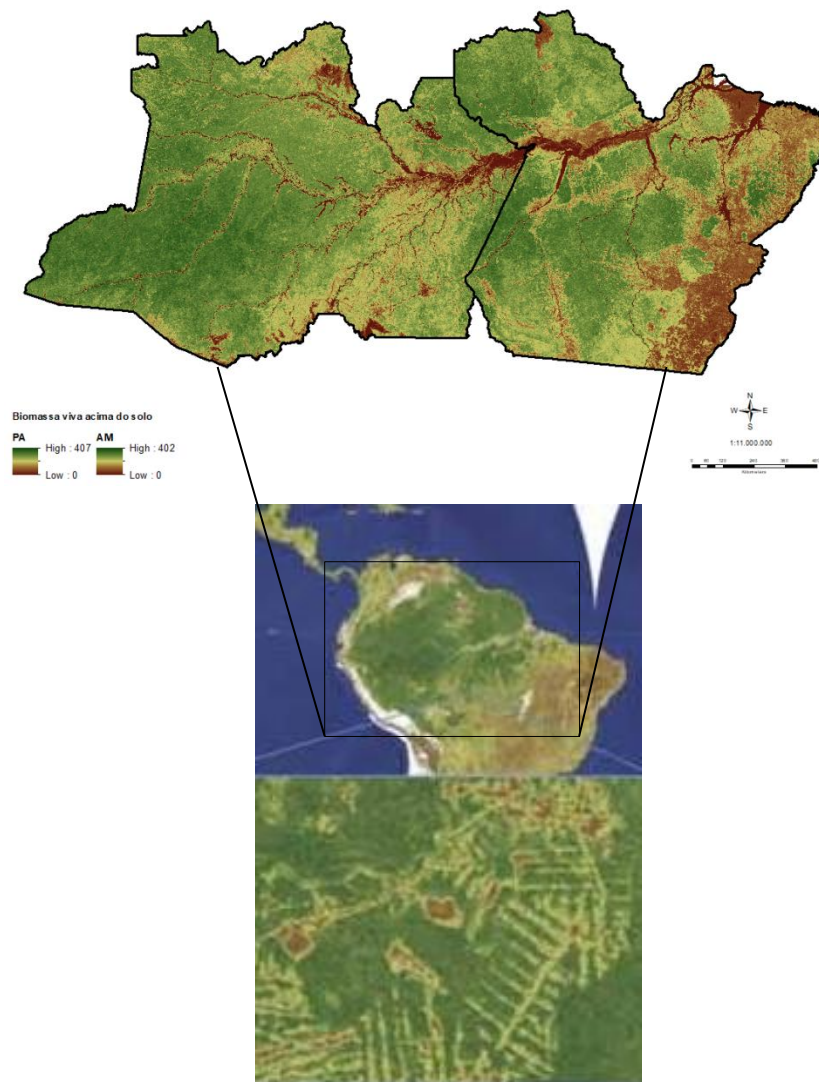 Biomassa viva acima do solo
PA AM
High : 407 High : 402
Low : 0 Low : 0
N
W E
S
1:11.000.000
Kilometers